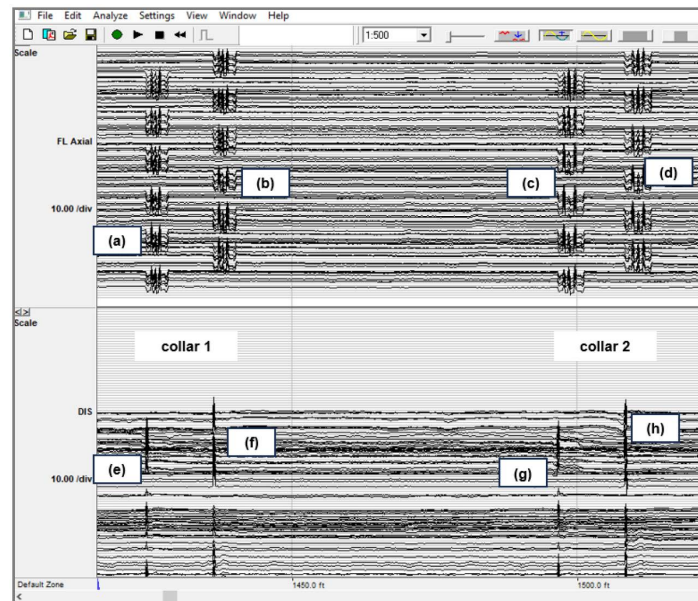 File Edit Analyze Settings View Window Help
1:500
Scale
FL Axial
(b)
(c)
(d)
10.00 /div
(a)
<|>
Scale
collar 1
collar 2
DIS
(f)
(h)
(e)
(g)
10.00 /div
Default Zone
1450.0 ft
1500.0 ft
<